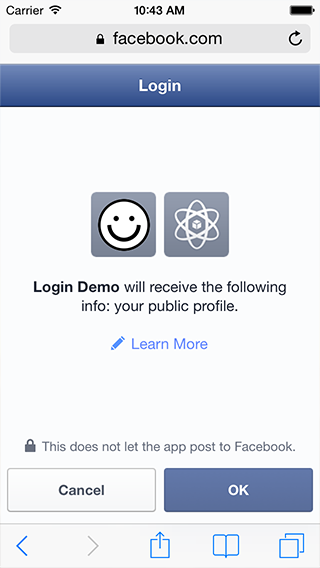 Carrier 10:43 AM
facebook.com
Login
Login Demo will receive the following
info: your public profile.
Learn More
This does not let the app post to Facebook.
Cancel OK